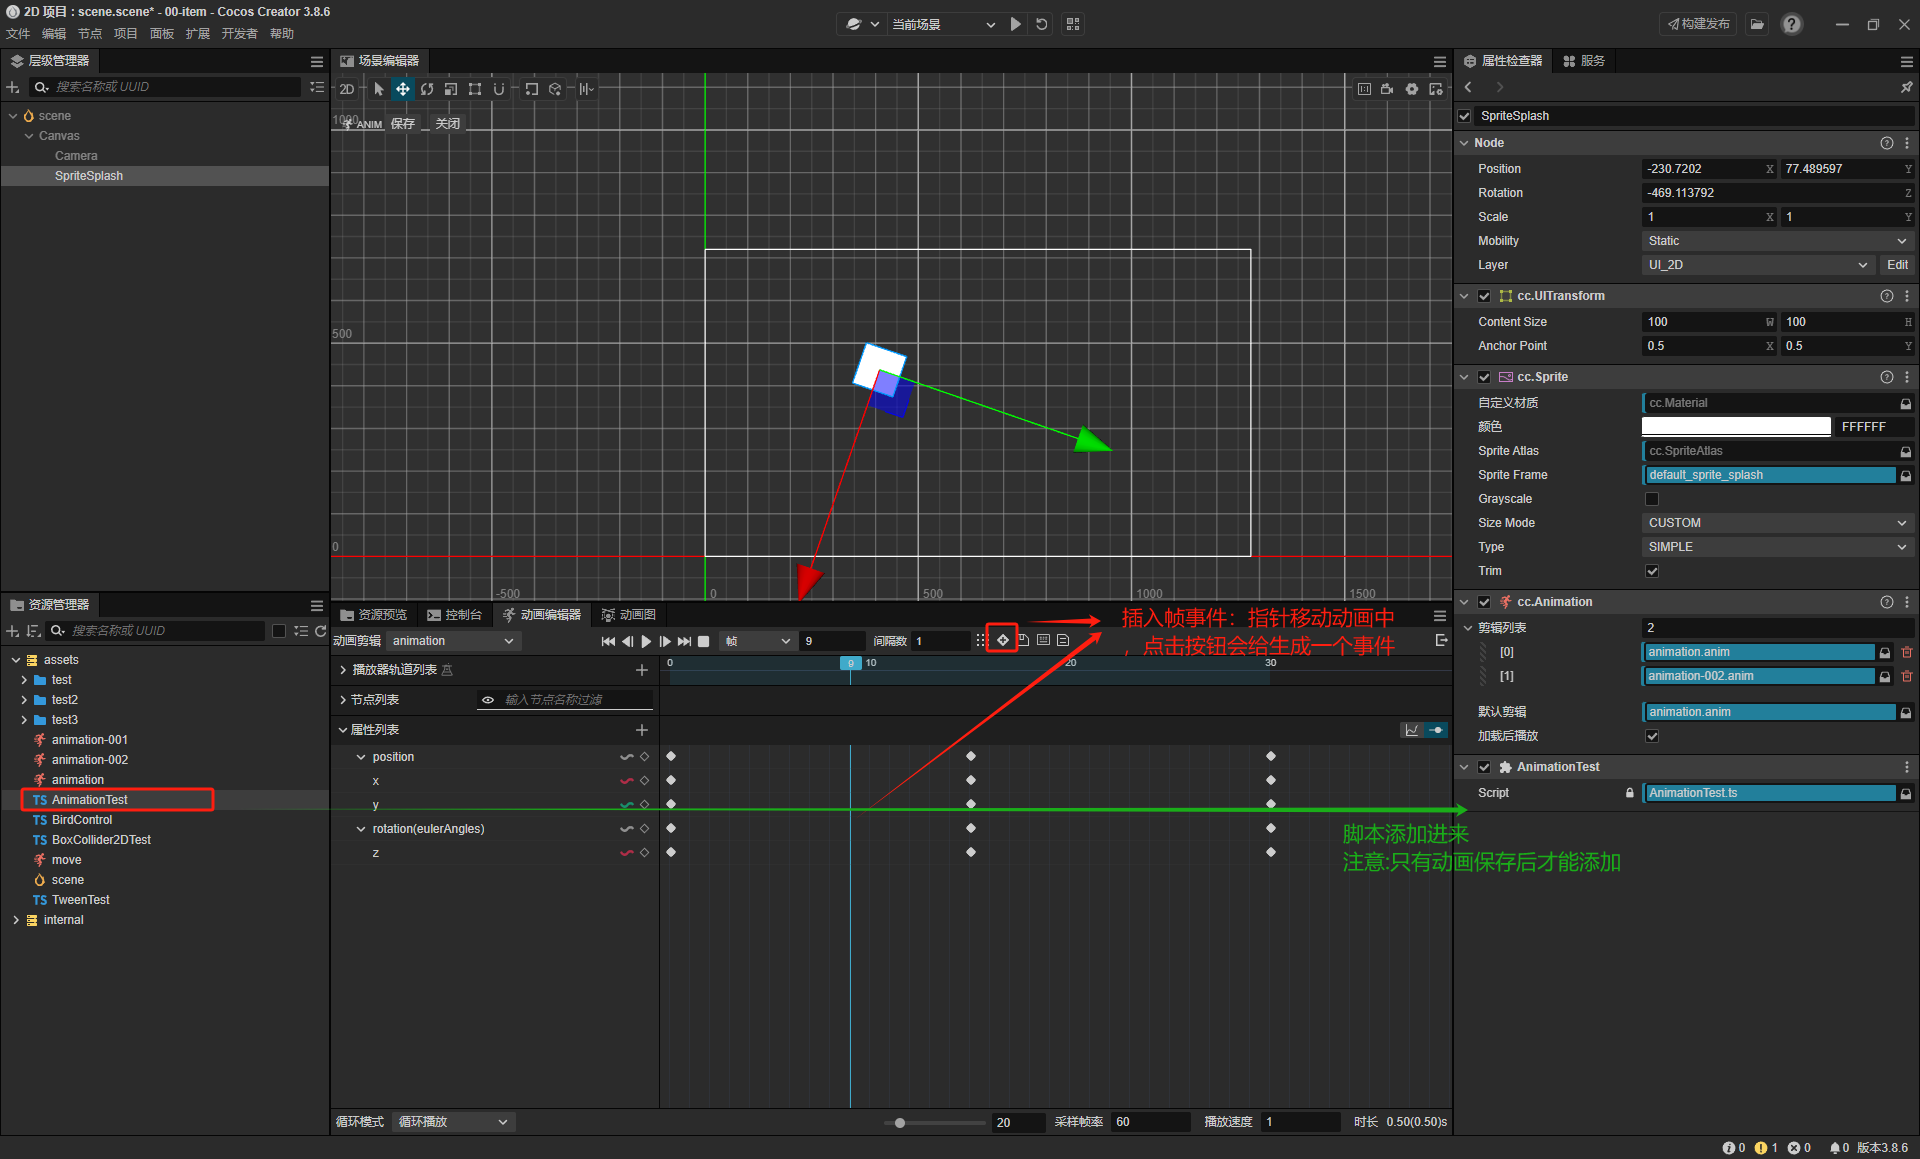 2D 项目 : scene.scene* - 00-item - Cocos Creator 3.8.6
文件 编辑 节点 项目 面板 扩展 开发者 帮助
当前场景
构建发布
层级管理器
搜索名称或 UUID
scene
Canvas
Camera
SpriteSplash
场景编辑器
2D
ANIM 保存 关闭
1000
500
0
-500
0
500
1000
1500
资源管理器
搜索名称或 UUID
assets
test
test2
test3
animation-001
animation-002
animation
TS AnimationTest
TS BirdControl
TS BoxCollider2DTest
move
scene
TS TweenTest
internal
资源预览 控制台 动画编辑器 动画图
动画剪辑 animation
帧 9 间隔数 1
插入帧事件：指针移动动画中
，点击按钮会给生成一个事件
播放器轨道列表
0 9 10 20 30
节点列表 输入节点名称过滤
属性列表
position
x
y
rotation(eulerAngles)
z
脚本添加进来
注意:只有动画保存后才能添加
循环模式 循环播放 20 采样帧率 60 播放速度 1 时长 0.50(0.50)s
属性检查器 服务
SpriteSplash
Node
Position -230.7202 X 77.489597 Y
Rotation -469.113792 Z
Scale 1 X 1 Y
Mobility Static
Layer UI_2D Edit
cc.UITransform
Content Size 100 W 100 H
Anchor Point 0.5 X 0.5 Y
cc.Sprite
自定义材质 cc.Material
颜色 FFFFFF
Sprite Atlas cc.SpriteAtlas
Sprite Frame default_sprite_splash
Grayscale
Size Mode CUSTOM
Type SIMPLE
Trim
cc.Animation
剪辑列表 2
[0] animation.anim
[1] animation-002.anim
默认剪辑 animation.anim
加载后播放
AnimationTest
Script AnimationTest.ts
0 1 0 0 版本3.8.6